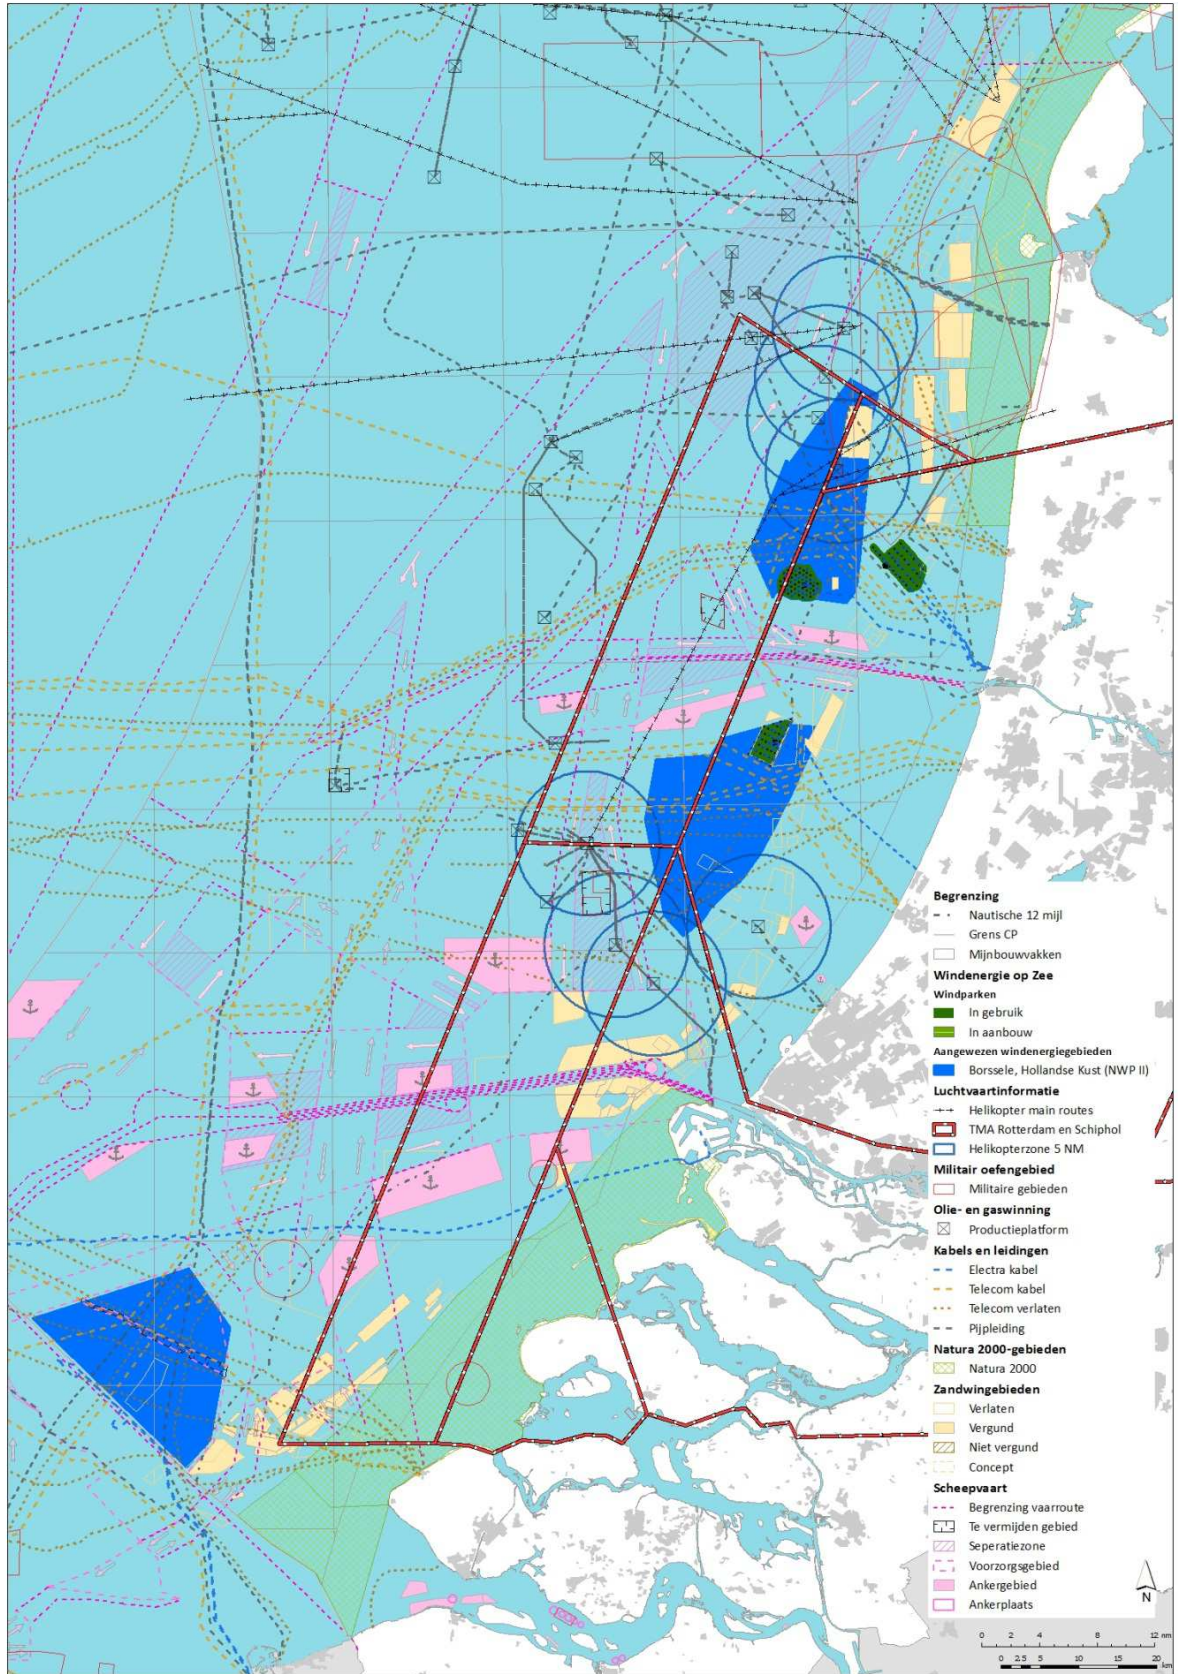 Begrenzing
Nautische 12 mijl
Grens CP
Mijnbouwvakken
Windenergie op Zee
Windparken
In gebruik
In aanbouw
Aangewezen windenergiegebieden
Borssele, Hollandse Kust (NWP II)
Luchtvaartinformatie
Helikopter main routes
TMA Rotterdam en Schiphol
Helikopterzone 5 NM
Militair oefengebied
Militaire gebieden
Olie- en gaswinning
Productieplatform
Kabels en leidingen
Electra kabel
Telecom kabel
Telecom verlaten
Pijpleiding
Natura 2000-gebieden
Natura 2000
Zandwingebieden
Verlaten
Vergund
Niet vergund
Concept
Scheepvaart
Begrenzing vaarroute
Te vermijden gebied
Seperatiezone
Voorzorgsgebied
Ankergebied
Ankerplaats
N
0 2 4 8 12 nm
0 2.5 5 10 15 20 km